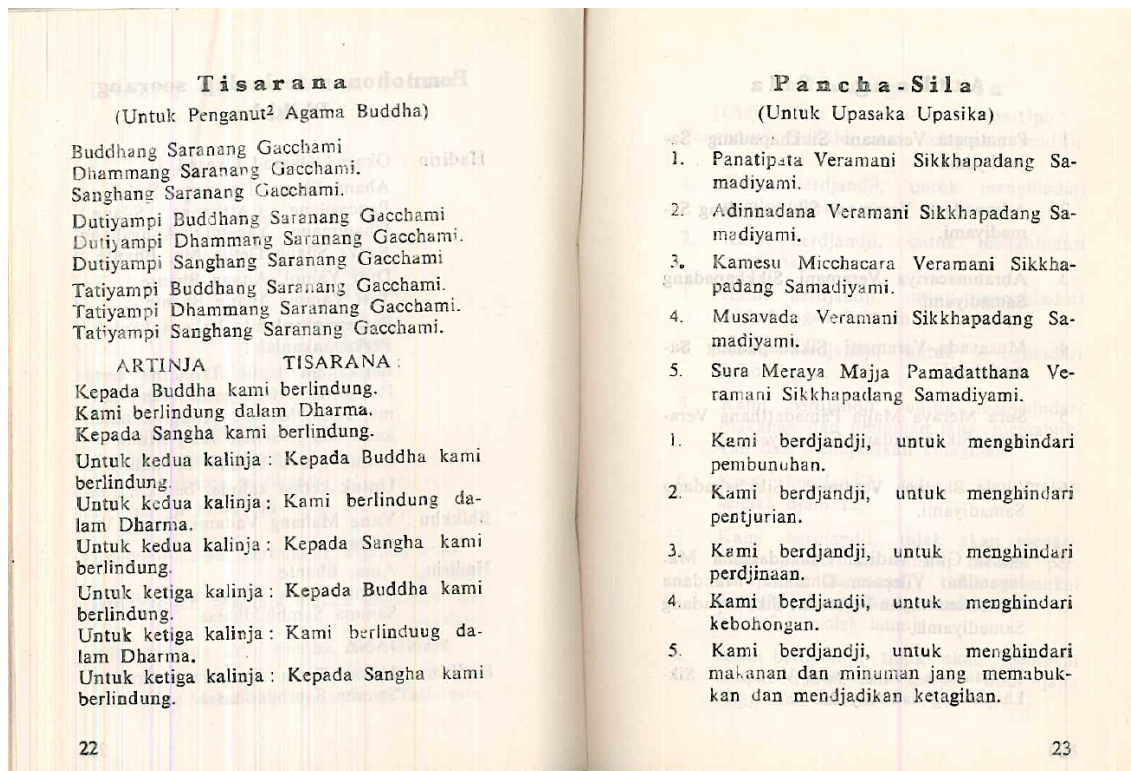 Tisarana
(Untuk Penganut² Agama Buddha)
Buddhang Saranang Gacchami
Dhammang Saranang Gacchami.
Sanghang Saranang Gacchami.
Dutiyampi Buddhang Saranang Gacchami
Dutiyampi Dhammang Saranang Gacchami.
Dutiyampi Sanghang Saranang Gacchami
Tatiyampi Buddhang Saranang Gacchami.
Tatiyampi Dhammang Saranang Gacchami.
Tatiyampi Sanghang Saranang Gacchami.
ARTINJA TISARANA :
Kepada Buddha kami berlindung.
Kami berlindung dalam Dharma.
Kepada Sangha kami berlindung.
Untuk kedua kalinja : Kepada Buddha kami
berlindung.
Untuk kedua kalinja : Kami berlindung da-
lam Dharma.
Untuk kedua kalinja : Kepada Sangha kami
berlindung.
Untuk ketiga kalinja : Kepada Buddha kami
berlindung.
Untuk ketiga kalinja : Kami berlinduug da-
lam Dharma.
Untuk ketiga kalinja : Kepada Sangha kami
berlindung.
22
Pancha-Sila
(Untuk Upasaka Upasika)
1. Panatipata Veramani Sikkhapadang Sa-
madiyami.
2. Adinnadana Veramani Sikkhapadang Sa-
madiyami.
3. Kamesu Micchacara Veramani Sikkha-
padang Samadiyami.
4. Musavada Veramani Sikkhapadang Sa-
madiyami.
5. Sura Meraya Majja Pamadatthana Ve-
ramani Sikkhapadang Samadiyami.
1. Kami berdjandji, untuk menghindari
pembunuhan.
2. Kami berdjandji, untuk menghindari
pentjurian.
3. Kami berdjandji, untuk menghindari
perdjinaan.
4. Kami berdjandji, untuk menghindari
kebohongan.
5. Kami berdjandji, untuk menghindari
makanan dan minuman jang memabuk-
kan dan mendjadikan ketagihan.
23